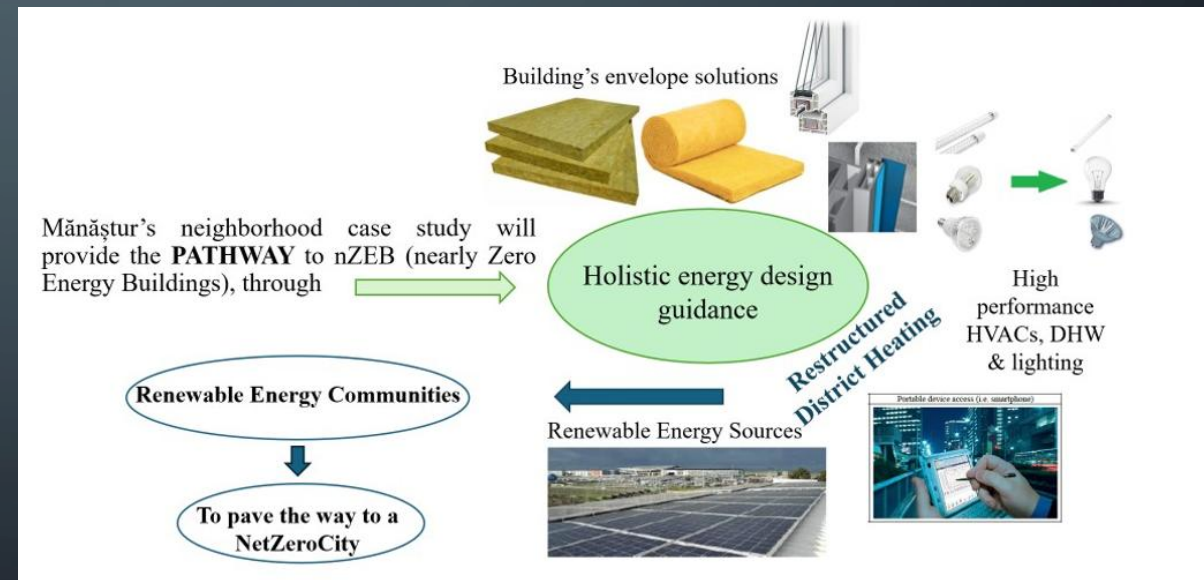 Building's envelope solutions
Mănăștur's neighborhood case study will
provide the PATHWAY to nZEB (nearly Zero
Energy Buildings), through
Holistic energy design
guidance
High
performance
HVACs, DHW
& lighting
Restructured
District Heating
Portable device access (i.e. smartphone)
Renewable Energy Sources
Renewable Energy Communities
To pave the way to a
NetZeroCity